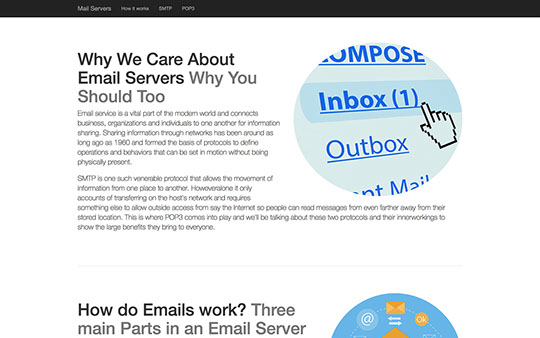 Mail Servers How it works SMTP POP3
Why We Care About
Email Servers Why You
Should Too
Email service is a vital part of the modern world and connects
business, organizations and individuals to one another for information
sharing. Sharing information through networks has been around as
long ago as 1960 and formed the basis of protocols to define
operations and behaviors that can be set in motion without being
physically present.
SMTP is one such venerable protocol that allows the movement of
information from one place to another. Howeveralone it only
accounts of transferring on the host's network and requires
something else to allow outside access from say the Internet so people can read messages from even farther away from their
stored location. This is where POP3 comes into play and we'll be talking about these two protocols and their innerworkings to
show the large benefits they bring to everyone.
COMPOSE
Inbox (1)
Outbox
ent Mail
How do Emails work? Three
main Parts in an Email Server
@
Ok